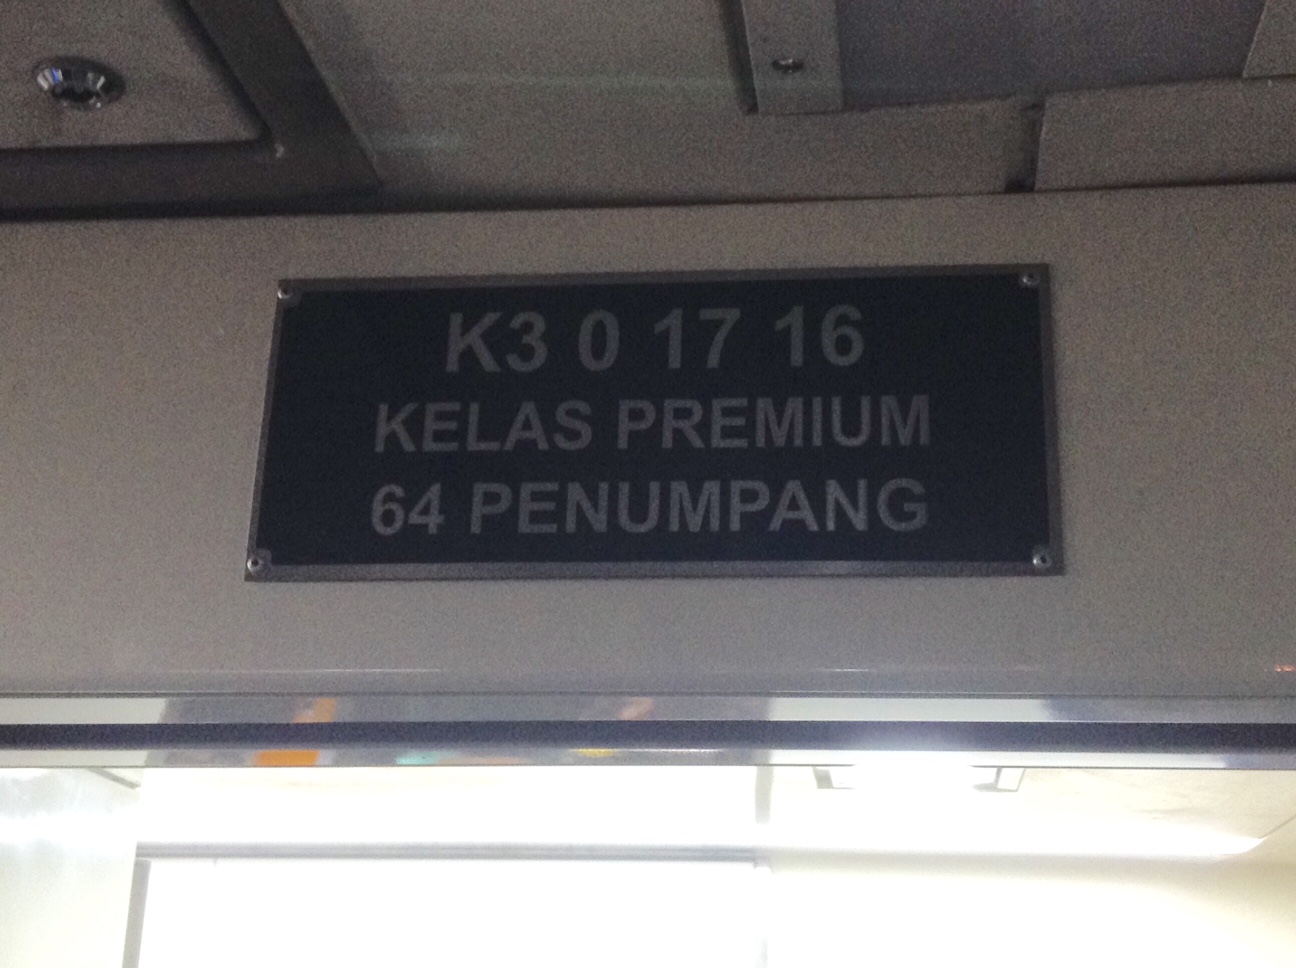 K3 0 17 16
KELAS PREMIUM
64 PENUMPANG